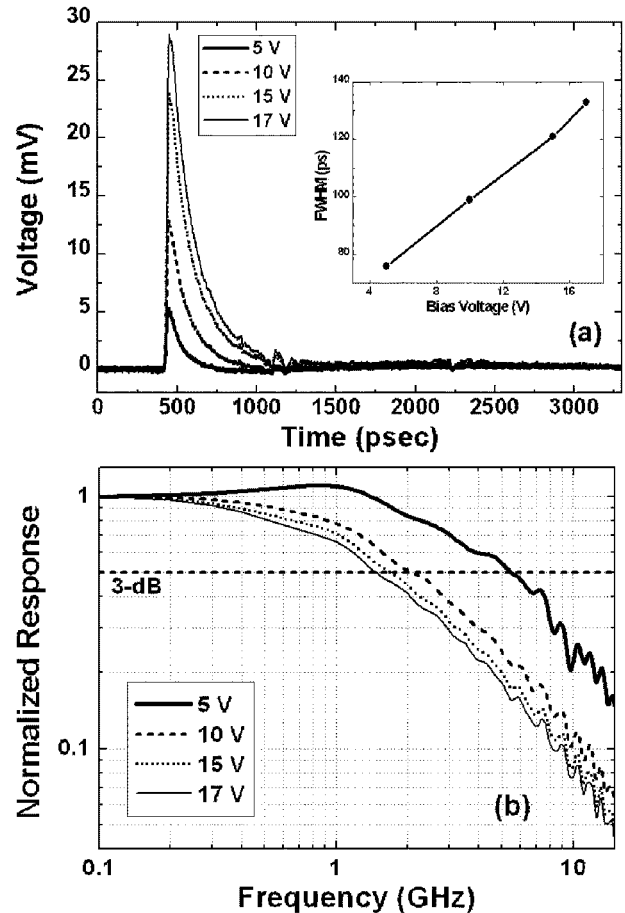 30
25
20
15
10
5
0
Voltage (mV)
5 V
10 V
15 V
17 V
140
120
100
80
FWHM (ps)
4 8 12 16
Bias Voltage (V)
(a)
0 500 1000 1500 2000 2500 3000
Time (psec)
1
0.1
Normalized Response
3-dB
5 V
10 V
15 V
17 V
(b)
0.1 1 10
Frequency (GHz)